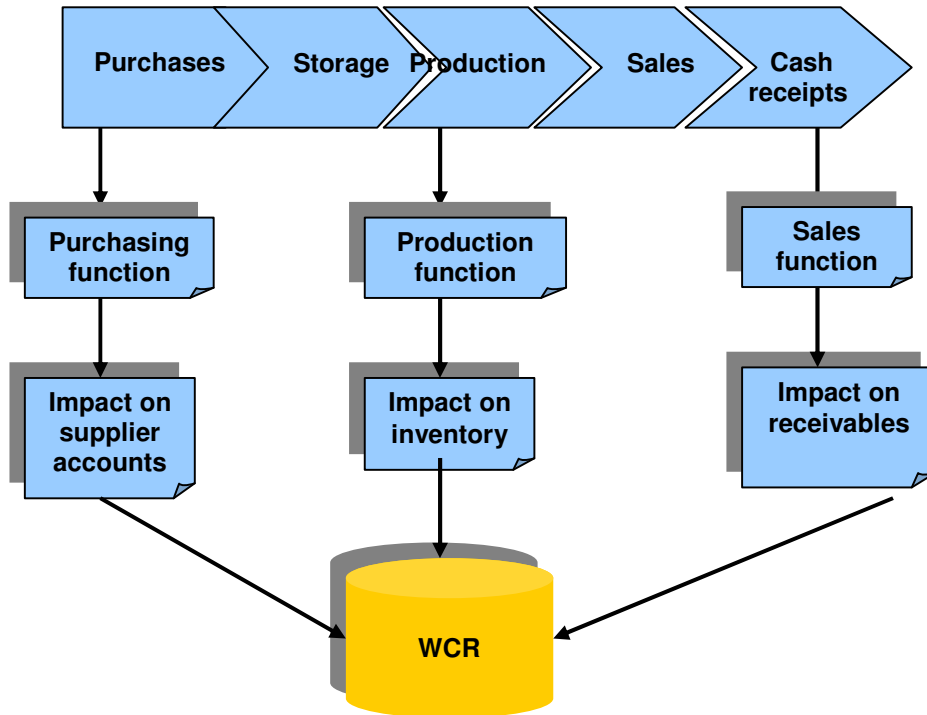 Purchases
Storage
Production
Sales
Cash
receipts
Purchasing
function
Production
function
Sales
function
Impact on
supplier
accounts
Impact on
inventory
Impact on
receivables
WCR